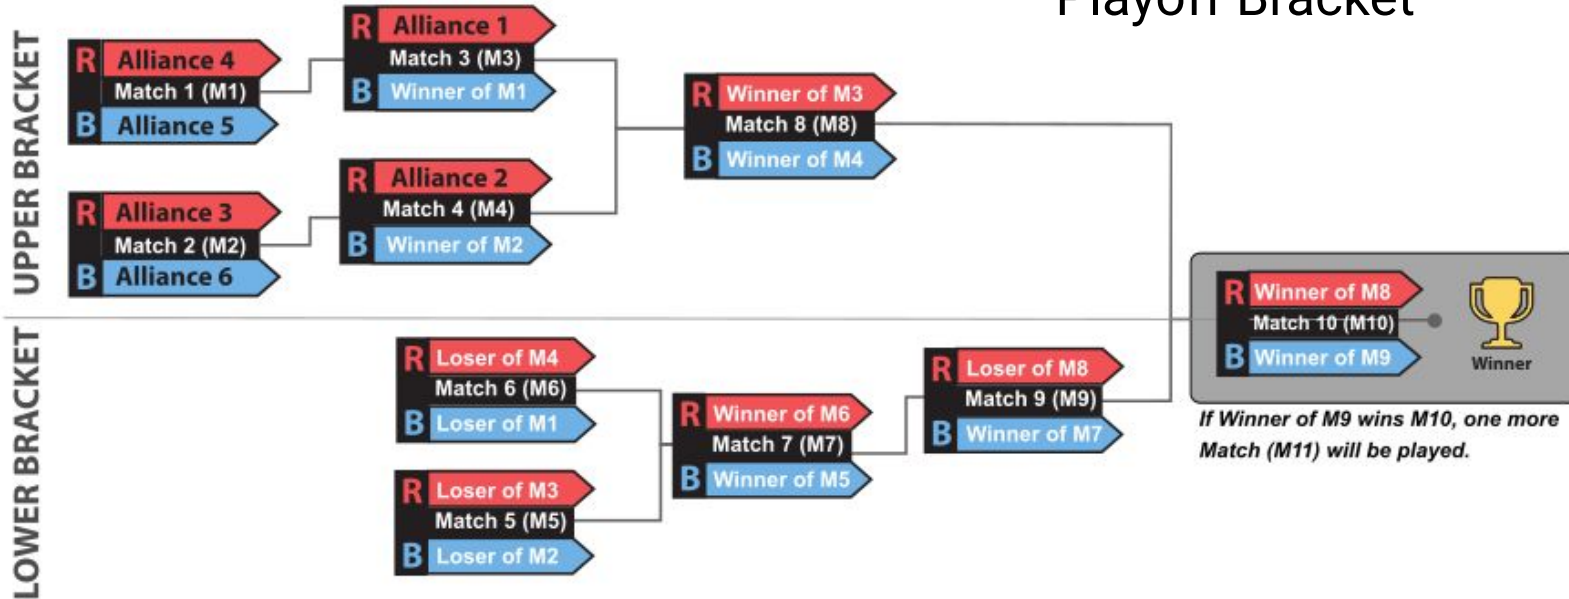 Playoff Bracket
UPPER BRACKET
R Alliance 4
Match 1 (M1)
B Alliance 5
R Alliance 3
Match 2 (M2)
B Alliance 6
R Alliance 1
Match 3 (M3)
B Winner of M1
R Alliance 2
Match 4 (M4)
B Winner of M2
R Winner of M3
Match 8 (M8)
B Winner of M4
LOWER BRACKET
R Loser of M4
Match 6 (M6)
B Loser of M1
R Loser of M3
Match 5 (M5)
B Loser of M2
R Winner of M6
Match 7 (M7)
B Winner of M5
R Loser of M8
Match 9 (M9)
B Winner of M7
R Winner of M8
Match 10 (M10)
B Winner of M9
Winner
If Winner of M9 wins M10, one more
Match (M11) will be played.